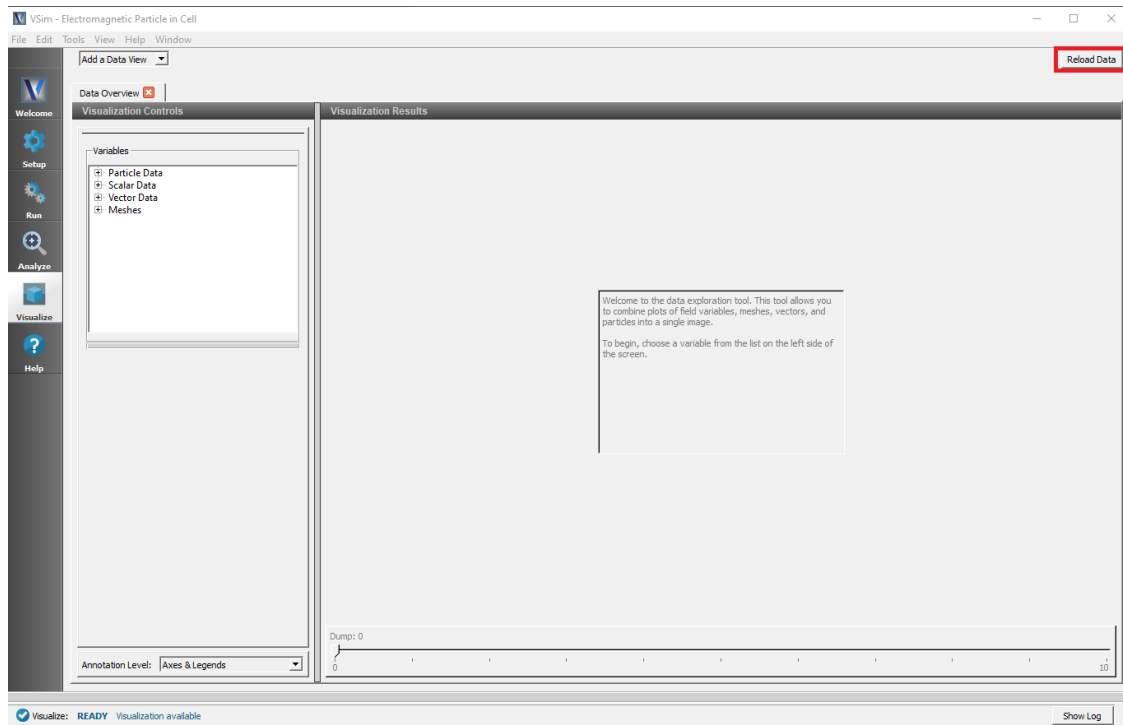 VSim - Electromagnetic Particle in Cell
File Edit Tools View Help Window
Add a Data View
Reload Data
Data Overview
Welcome
Setup
Run
Analyze
Visualize
Help
Visualization Controls
Variables
Particle Data
Scalar Data
Vector Data
Meshes
Annotation Level: Axes & Legends
Visualization Results
Welcome to the data exploration tool. This tool allows you
to combine plots of field variables, meshes, vectors, and
particles into a single image.
To begin, choose a variable from the list on the left side of
the screen.
Dump: 0
0 10
Visualize: READY Visualization available
Show Log